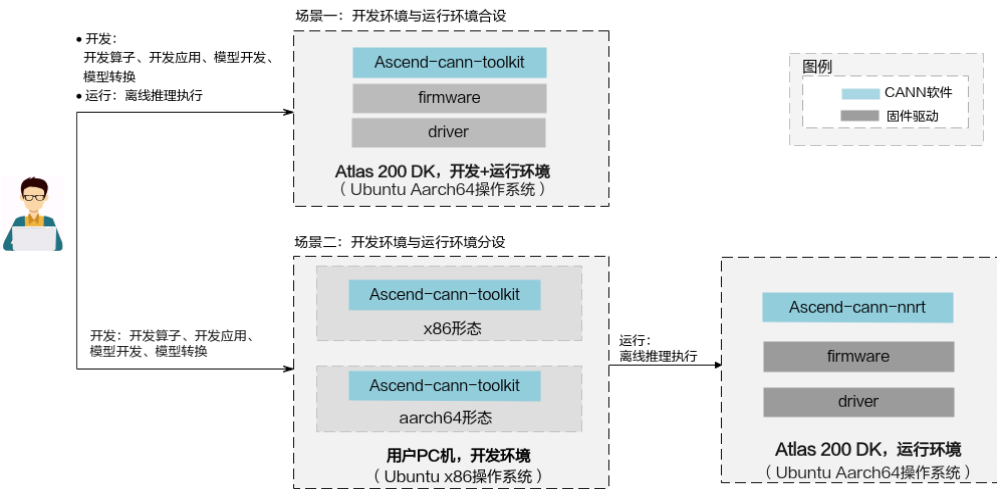 场景一：开发环境与运行环境合设
● 开发：
开发算子、开发应用、模型开发、
模型转换
● 运行：离线推理执行
Ascend-cann-toolkit
firmware
driver
Atlas 200 DK，开发+运行环境
（Ubuntu Aarch64操作系统）
图例
CANN软件
固件驱动
场景二：开发环境与运行环境分设
开发：开发算子、开发应用、
模型开发、模型转换
Ascend-cann-toolkit
x86形态
Ascend-cann-toolkit
aarch64形态
用户PC机，开发环境
（Ubuntu x86操作系统）
运行：
离线推理执行
Ascend-cann-nnrt
firmware
driver
Atlas 200 DK，运行环境
（Ubuntu Aarch64操作系统）